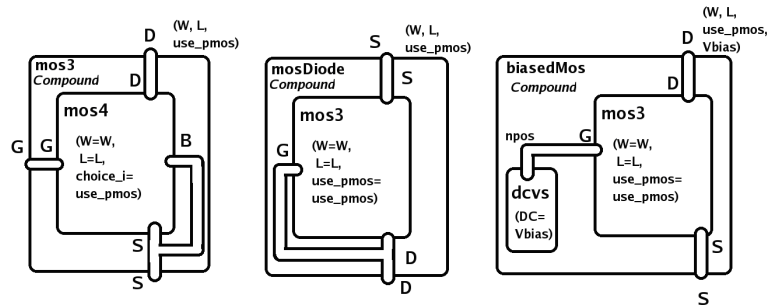 D
(W, L,
use_pmos)
mos3
Compound
D
mos4
G
G
(W=W,
L=L,
choice_i=
use_pmos)
B
S
S
S
(W, L,
use_pmos)
mosDiode
Compound
S
mos3
G
(W=W,
L=L,
use_pmos=
use_pmos)
D
D
D
(W, L,
use_pmos,
Vbias)
biasedMos
Compound
D
mos3
npos
G
(W=W,
L=L,
use_pmos=
use_pmos)
dcvs
(DC=
Vbias)
S
S